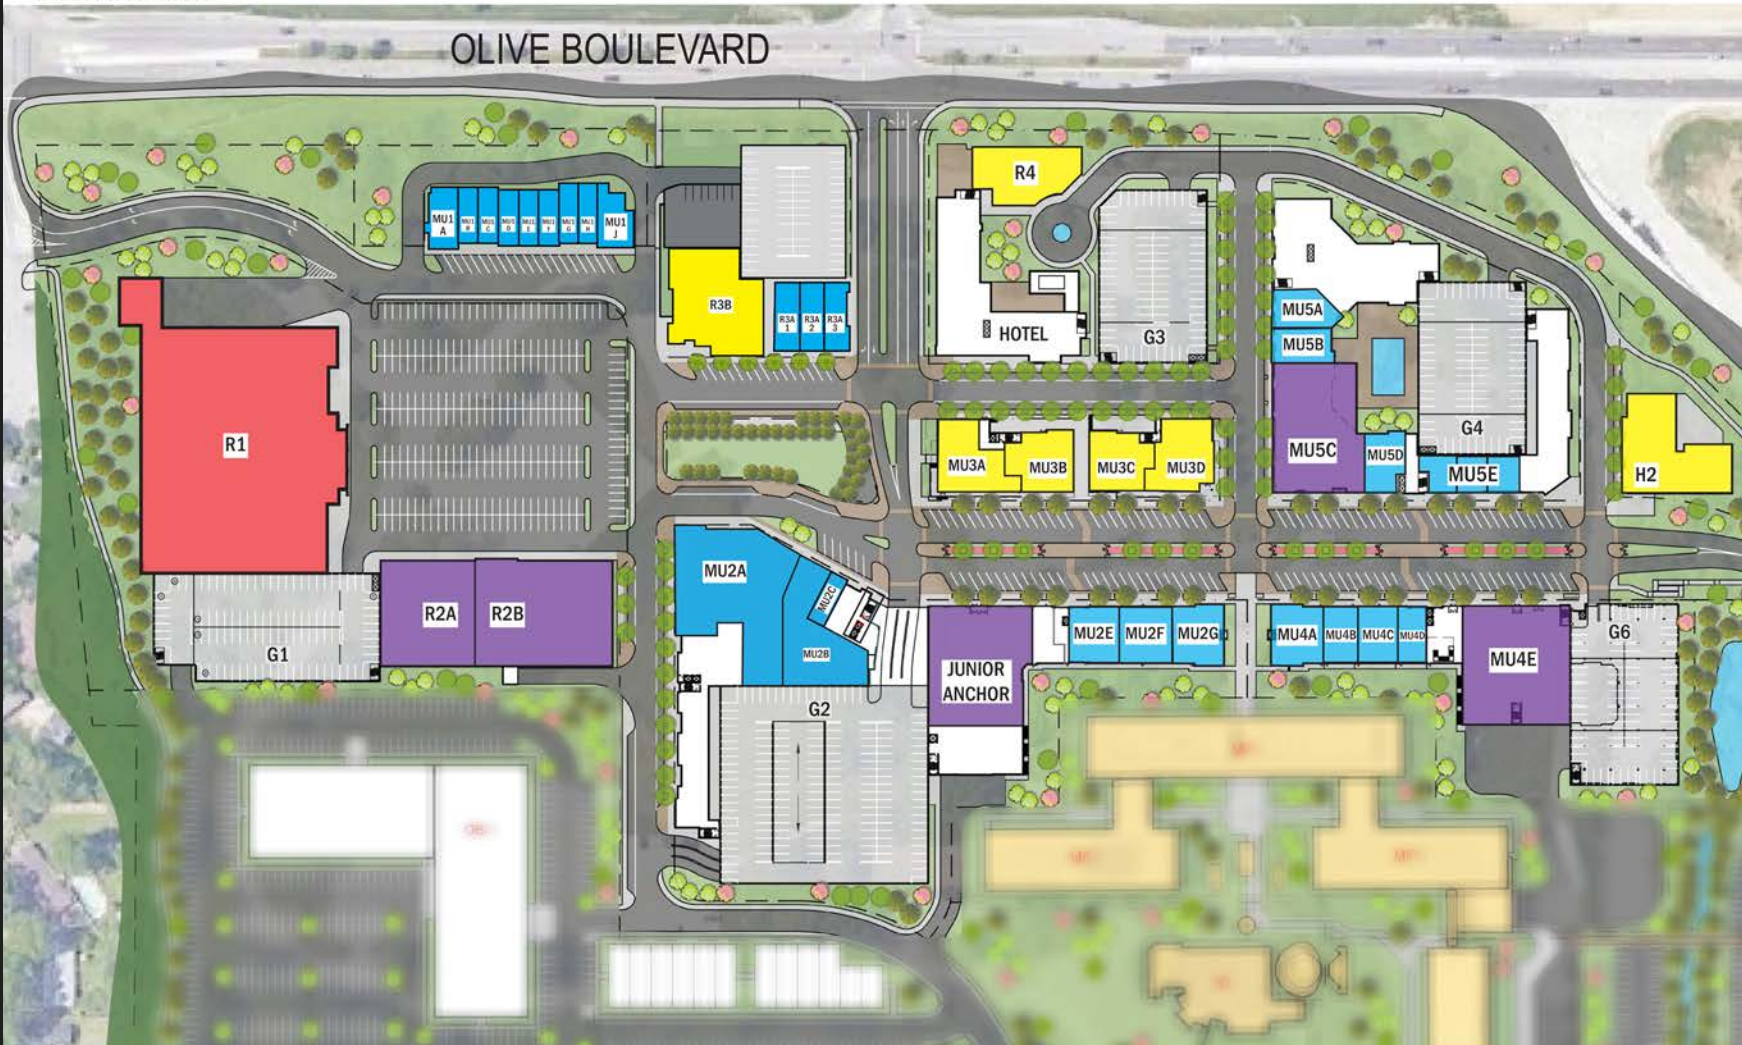 OLIVE BOULEVARD
R4
MU1
A
MU1
J
R3B
R3A
1
R3A
2
R3A
3
HOTEL
G3
MU5A
MU5B
G4
R1
MU3A
MU3B
MU3C
MU3D
MU5C
MU5D
MU5E
H2
MU2A
MU2C
MU2B
R2A
R2B
G1
MU2E
MU2F
MU2G
MU4A
MU4B
MU4C
MU4D
MU4E
G6
JUNIOR
ANCHOR
G2